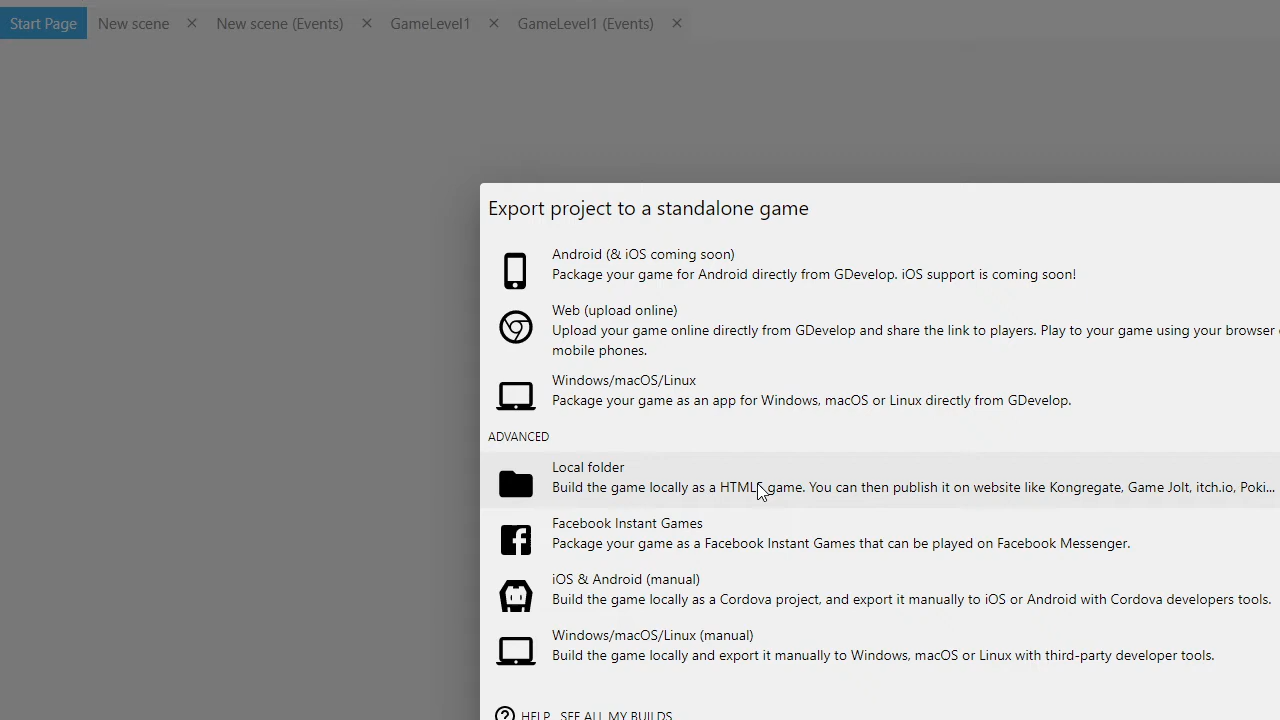 Start Page New scene New scene (Events) GameLevel1 GameLevel1 (Events)
Export project to a standalone game
Android (& iOS coming soon)
Package your game for Android directly from GDevelop. iOS support is coming soon!
Web (upload online)
Upload your game online directly from GDevelop and share the link to players. Play to your game using your browser
mobile phones.
Windows/macOS/Linux
Package your game as an app for Windows, macOS or Linux directly from GDevelop.
ADVANCED
Local folder
Build the game locally as a HTML5 game. You can then publish it on website like Kongregate, Game Jolt, itch.io, Poki...
Facebook Instant Games
Package your game as a Facebook Instant Games that can be played on Facebook Messenger.
iOS & Android (manual)
Build the game locally as a Cordova project, and export it manually to iOS or Android with Cordova developers tools.
Windows/macOS/Linux (manual)
Build the game locally and export it manually to Windows, macOS or Linux with third-party developer tools.
HELP SEE ALL MY BUILDS